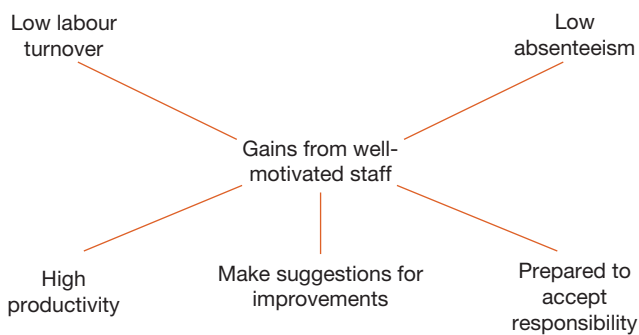 Low labour
turnover
Low
absenteeism
Gains from well-
motivated staff
High
productivity
Make suggestions for
improvements
Prepared to
accept
responsibility